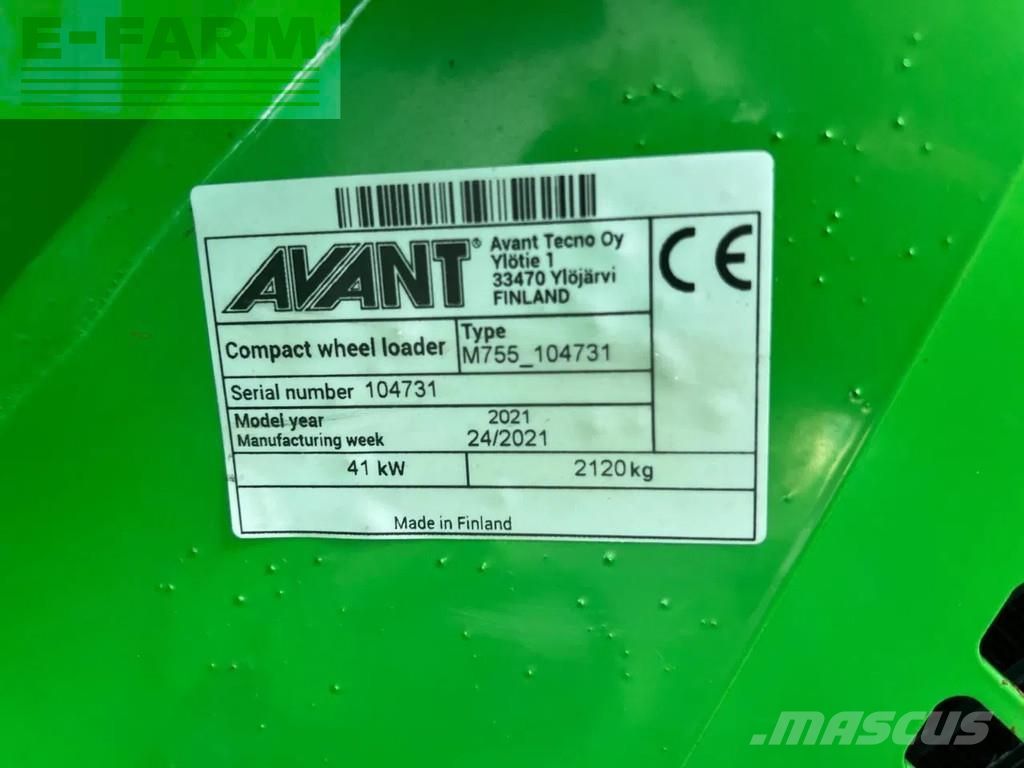 E-FARM
AVANT®
Avant Tecno Oy
Ylötie 1
33470 Ylöjärvi
FINLAND
CE
Compact wheel loader
Type
M755_104731
Serial number 104731
Model year 2021
Manufacturing week 24/2021
41 kW 2120 kg
Made in Finland
MASCUS